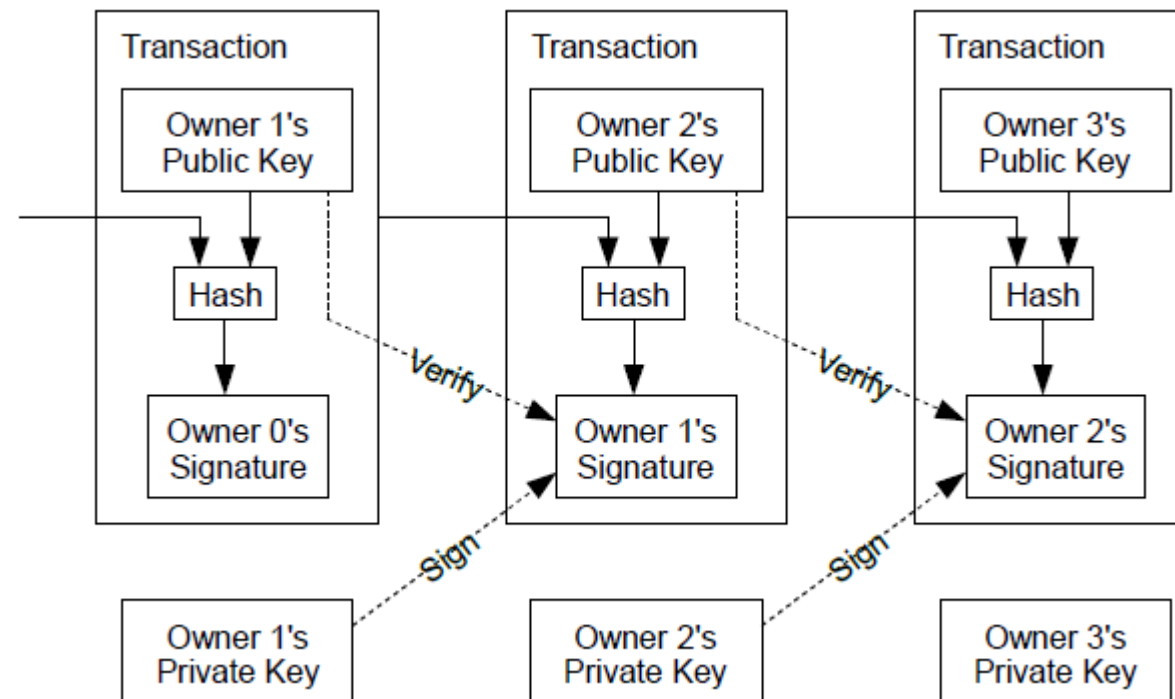 Transaction
Transaction
Transaction
Owner 1's
Public Key
Owner 2's
Public Key
Owner 3's
Public Key
Hash
Hash
Hash
Verify
Verify
Owner 0's
Signature
Owner 1's
Signature
Owner 2's
Signature
Sign
Sign
Owner 1's
Private Key
Owner 2's
Private Key
Owner 3's
Private Key